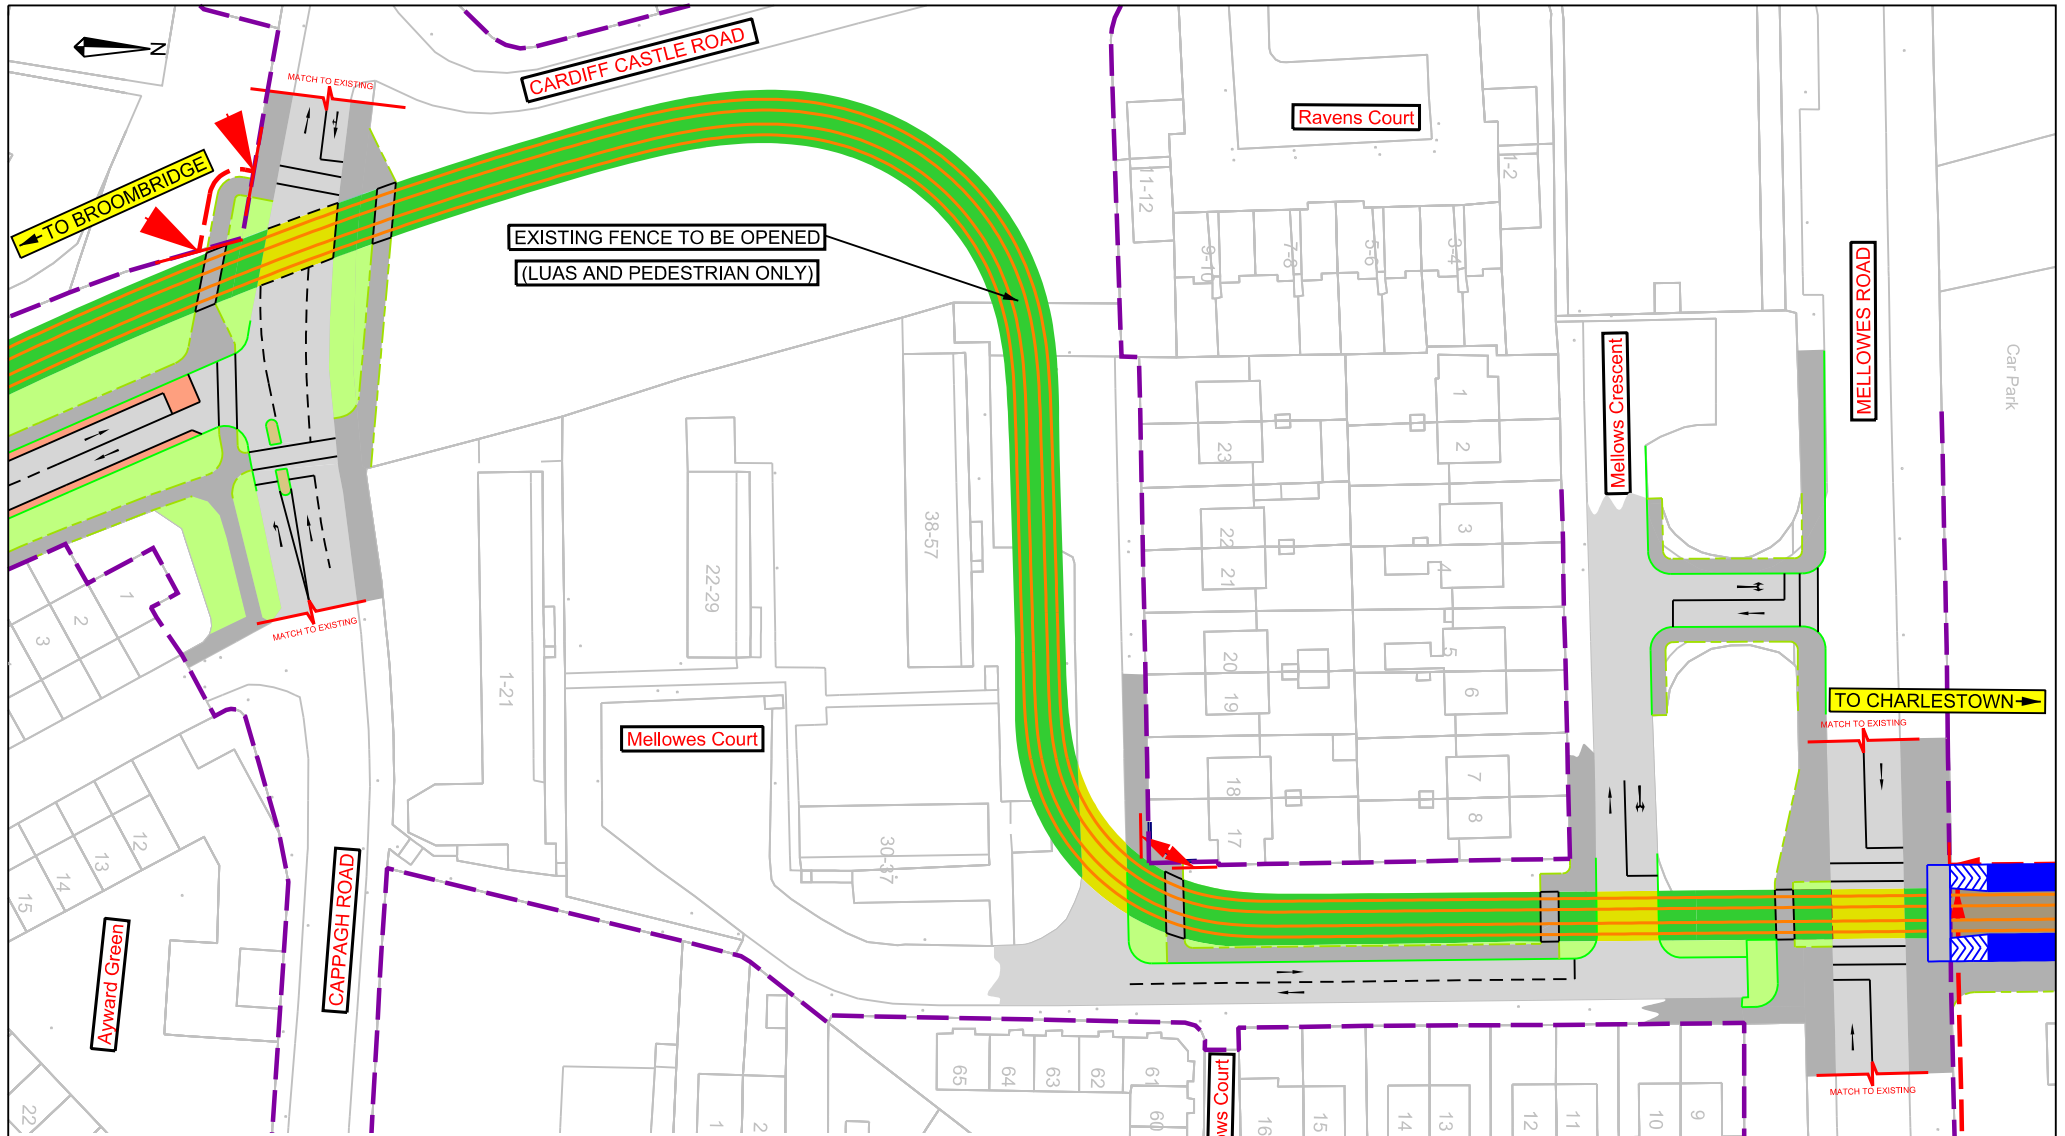 N
MATCH TO EXISTING
CARDIFF CASTLE ROAD
TO BROOMBRIDGE
EXISTING FENCE TO BE OPENED
(LUAS AND PEDESTRIAN ONLY)
Ravens Court
11-12
1-2
9-10
7-8
5-6
3-4
MELLOWES ROAD
Car Park
Mellows Crescent
1
2
23
3
4
22
21
38-57
22-29
1-21
1
2
3
MATCH TO EXISTING
20
19
5
6
18
17
7
8
Mellowes Court
30-37
TO CHARLESTOWN
MATCH TO EXISTING
12
13
14
15
22
CAPPAGH ROAD
Ayward Green
65
64
63
62
61
60
1
2
ws Court
16
15
14
13
12
11
10
9
MATCH TO EXISTING